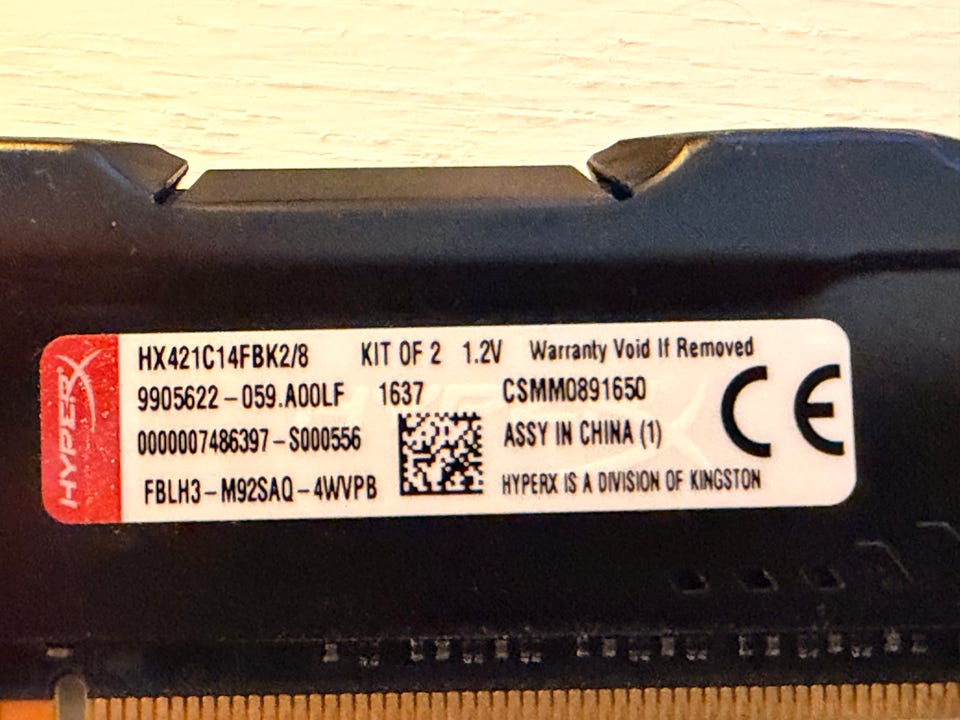 HYPERX
HX421C14FBK2/8 KIT OF 2 1.2V Warranty Void If Removed
9905622-059.A00LF 1637 CSMM0891650
0000007486397-S000556 ASSY IN CHINA (1)
FBLH3-M92SAQ-4WVPB HYPERX IS A DIVISION OF KINGSTON
CE